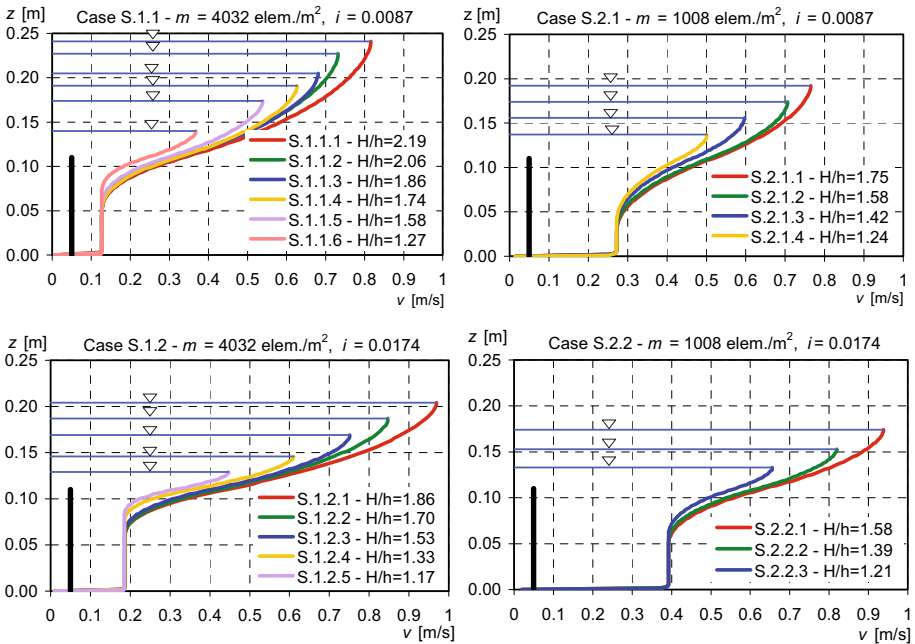 z [m]
Case S.1.1 - m = 4032 elem./m², i = 0.0087
0.25
0.20
0.15
0.10
0.05
0.00
S.1.1.1 - H/h=2.19
S.1.1.2 - H/h=2.06
S.1.1.3 - H/h=1.86
S.1.1.4 - H/h=1.74
S.1.1.5 - H/h=1.58
S.1.1.6 - H/h=1.27
0 0.1 0.2 0.3 0.4 0.5 0.6 0.7 0.8 0.9 1
v [m/s]
z [m]
Case S.2.1 - m = 1008 elem./m², i = 0.0087
0.25
0.20
0.15
0.10
0.05
0.00
S.2.1.1 - H/h=1.75
S.2.1.2 - H/h=1.58
S.2.1.3 - H/h=1.42
S.2.1.4 - H/h=1.24
0 0.1 0.2 0.3 0.4 0.5 0.6 0.7 0.8 0.9 1
v [m/s]
z [m]
Case S.1.2 - m = 4032 elem./m², i = 0.0174
0.25
0.20
0.15
0.10
0.05
0.00
S.1.2.1 - H/h=1.86
S.1.2.2 - H/h=1.70
S.1.2.3 - H/h=1.53
S.1.2.4 - H/h=1.33
S.1.2.5 - H/h=1.17
0 0.1 0.2 0.3 0.4 0.5 0.6 0.7 0.8 0.9 1
v [m/s]
z [m]
Case S.2.2 - m = 1008 elem./m², i = 0.0174
0.25
0.20
0.15
0.10
0.05
0.00
S.2.2.1 - H/h=1.58
S.2.2.2 - H/h=1.39
S.2.2.3 - H/h=1.21
0 0.1 0.2 0.3 0.4 0.5 0.6 0.7 0.8 0.9 1
v [m/s]